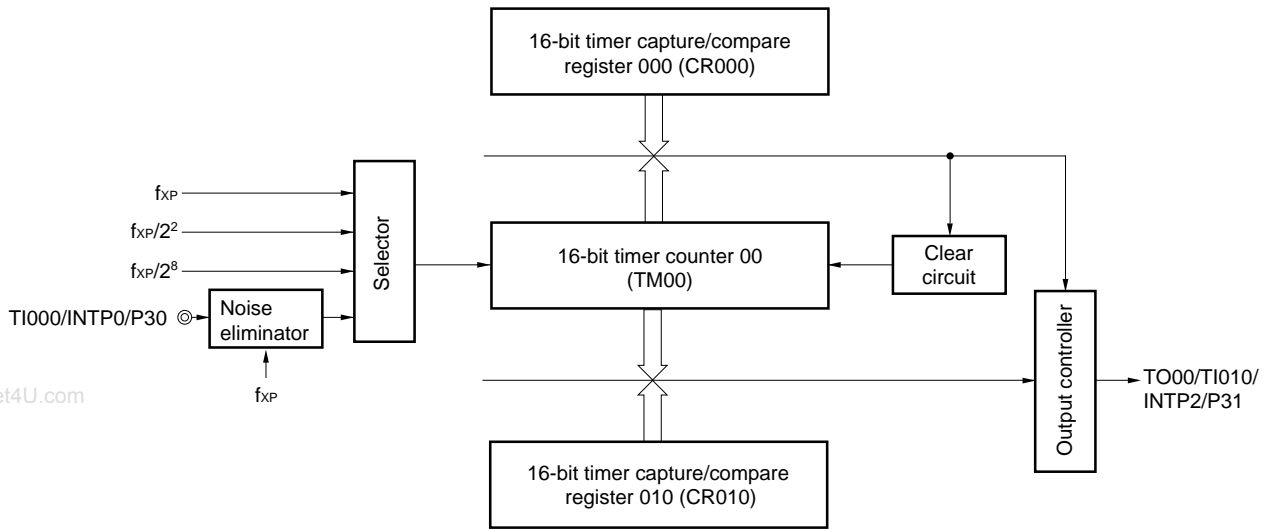 16-bit timer capture/compare
register 000 (CR000)
fXP
fXP/2²
fXP/2⁸
TI000/INTP0/P30
Noise
eliminator
fXP
Selector
16-bit timer counter 00
(TM00)
Clear
circuit
Output controller
TO00/TI010/
INTP2/P31
16-bit timer capture/compare
register 010 (CR010)
et4U.com